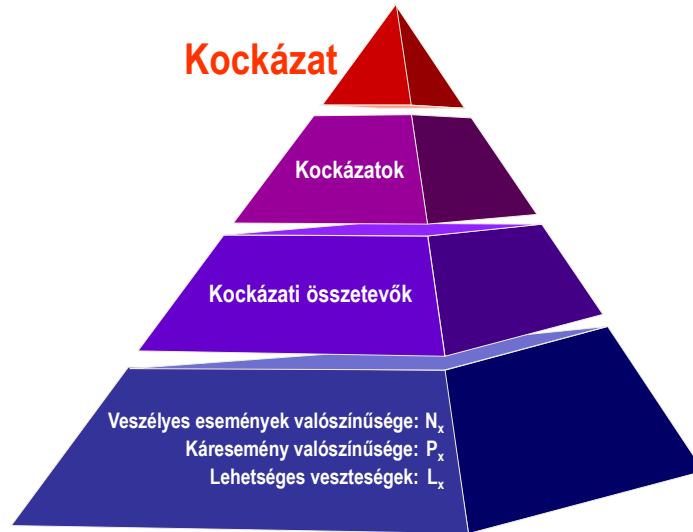 Kockázat
Kockázatok
Kockázati összetevők
Veszélyes események valószínűsége: Nₓ
Káresemény valószínűsége: Pₓ
Lehetséges veszteségek: Lₓ